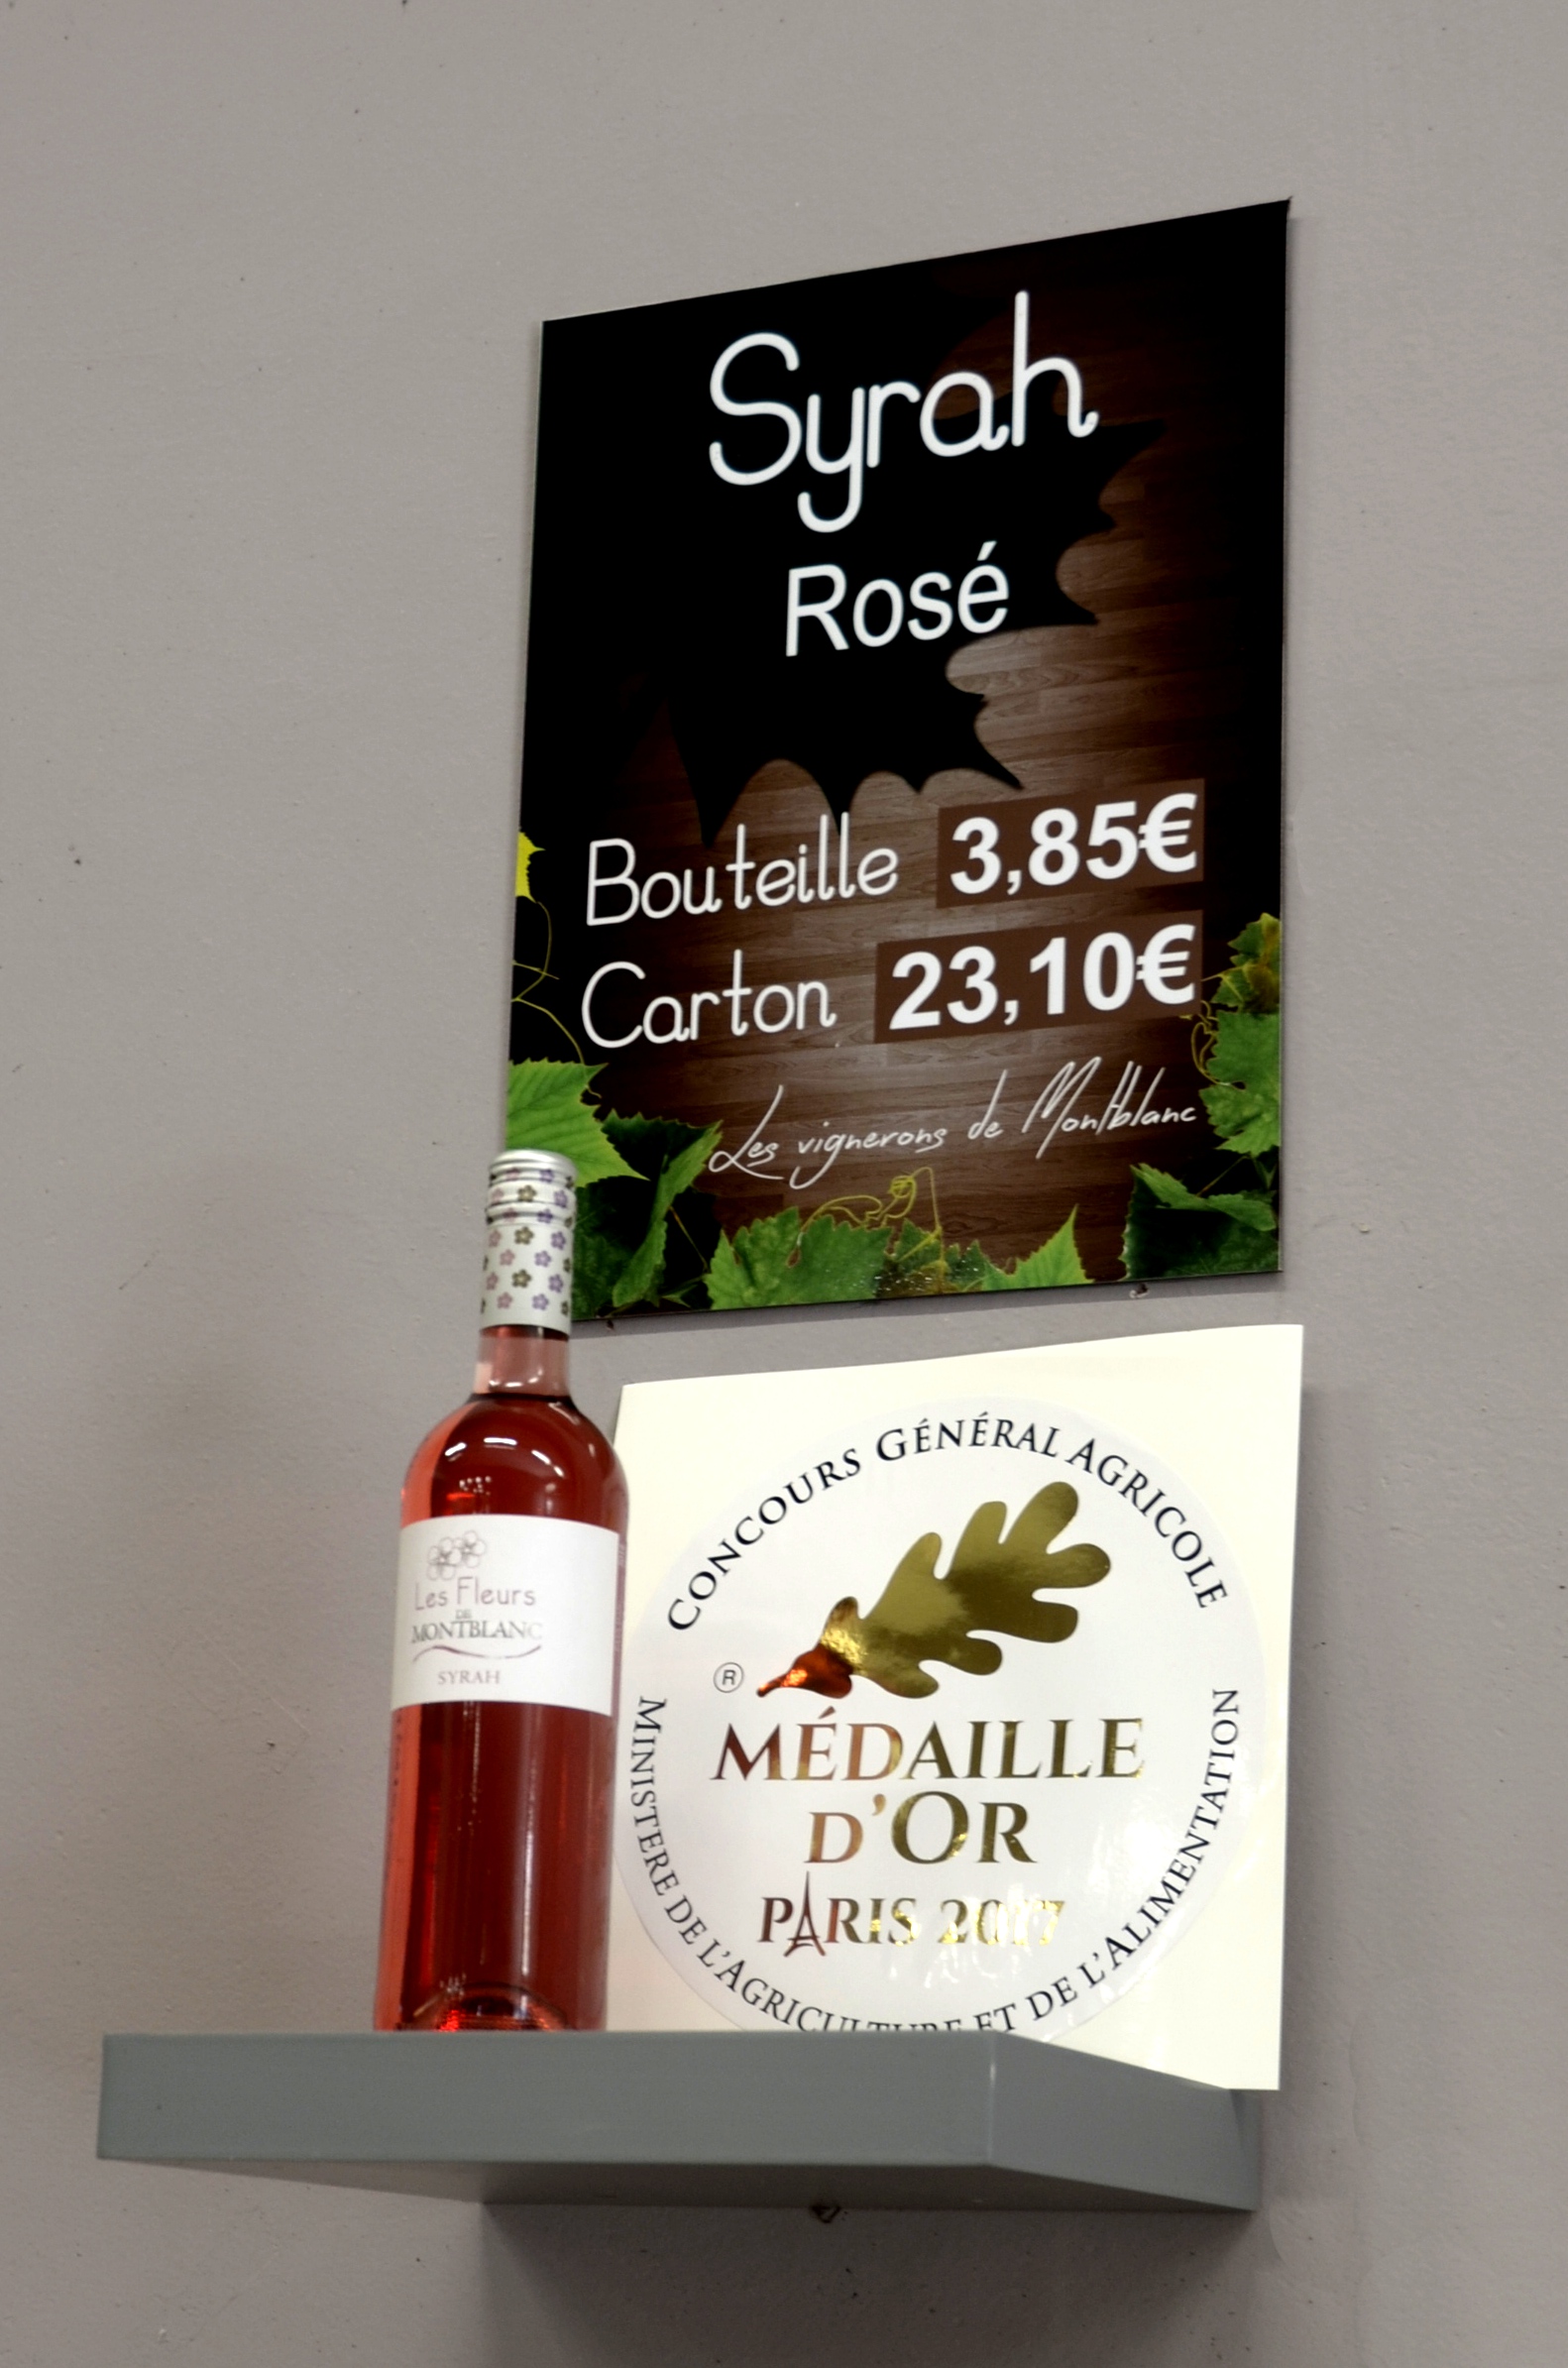 Syrah
Rosé
Bouteille 3,85€
Carton 23,10€
Les vignerons de Montblanc
Les Fleurs
DE
MONTBLANC
SYRAH
CONCOURS GÉNÉRAL AGRICOLE
®
MÉDAILLE
D'OR
PARIS 2017
MINISTERE DE L'AGRICULTURE ET DE L'ALIMENTATION